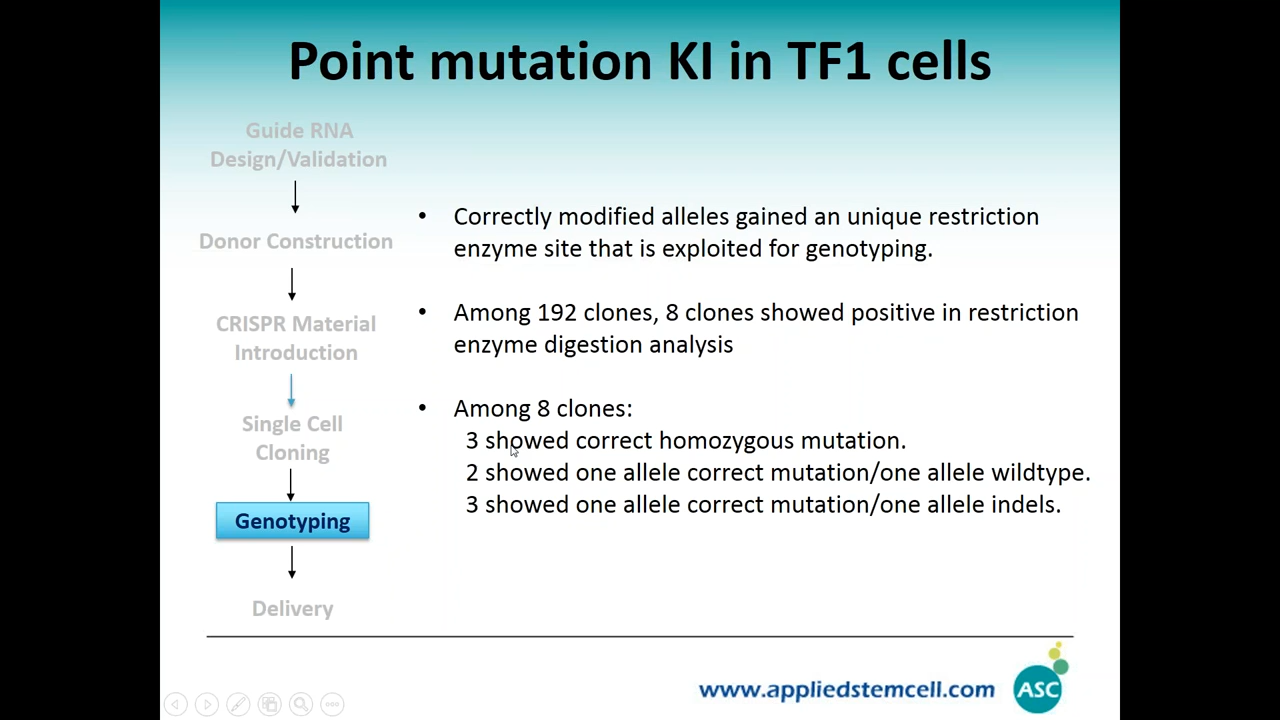 Point mutation KI in TF1 cells
Guide RNA
Design/Validation
Donor Construction
CRISPR Material
Introduction
Single Cell
Cloning
Genotyping
Delivery
• Correctly modified alleles gained an unique restriction
enzyme site that is exploited for genotyping.
• Among 192 clones, 8 clones showed positive in restriction
enzyme digestion analysis
• Among 8 clones:
3 showed correct homozygous mutation.
2 showed one allele correct mutation/one allele wildtype.
3 showed one allele correct mutation/one allele indels.
www.appliedstemcell.com
ASC